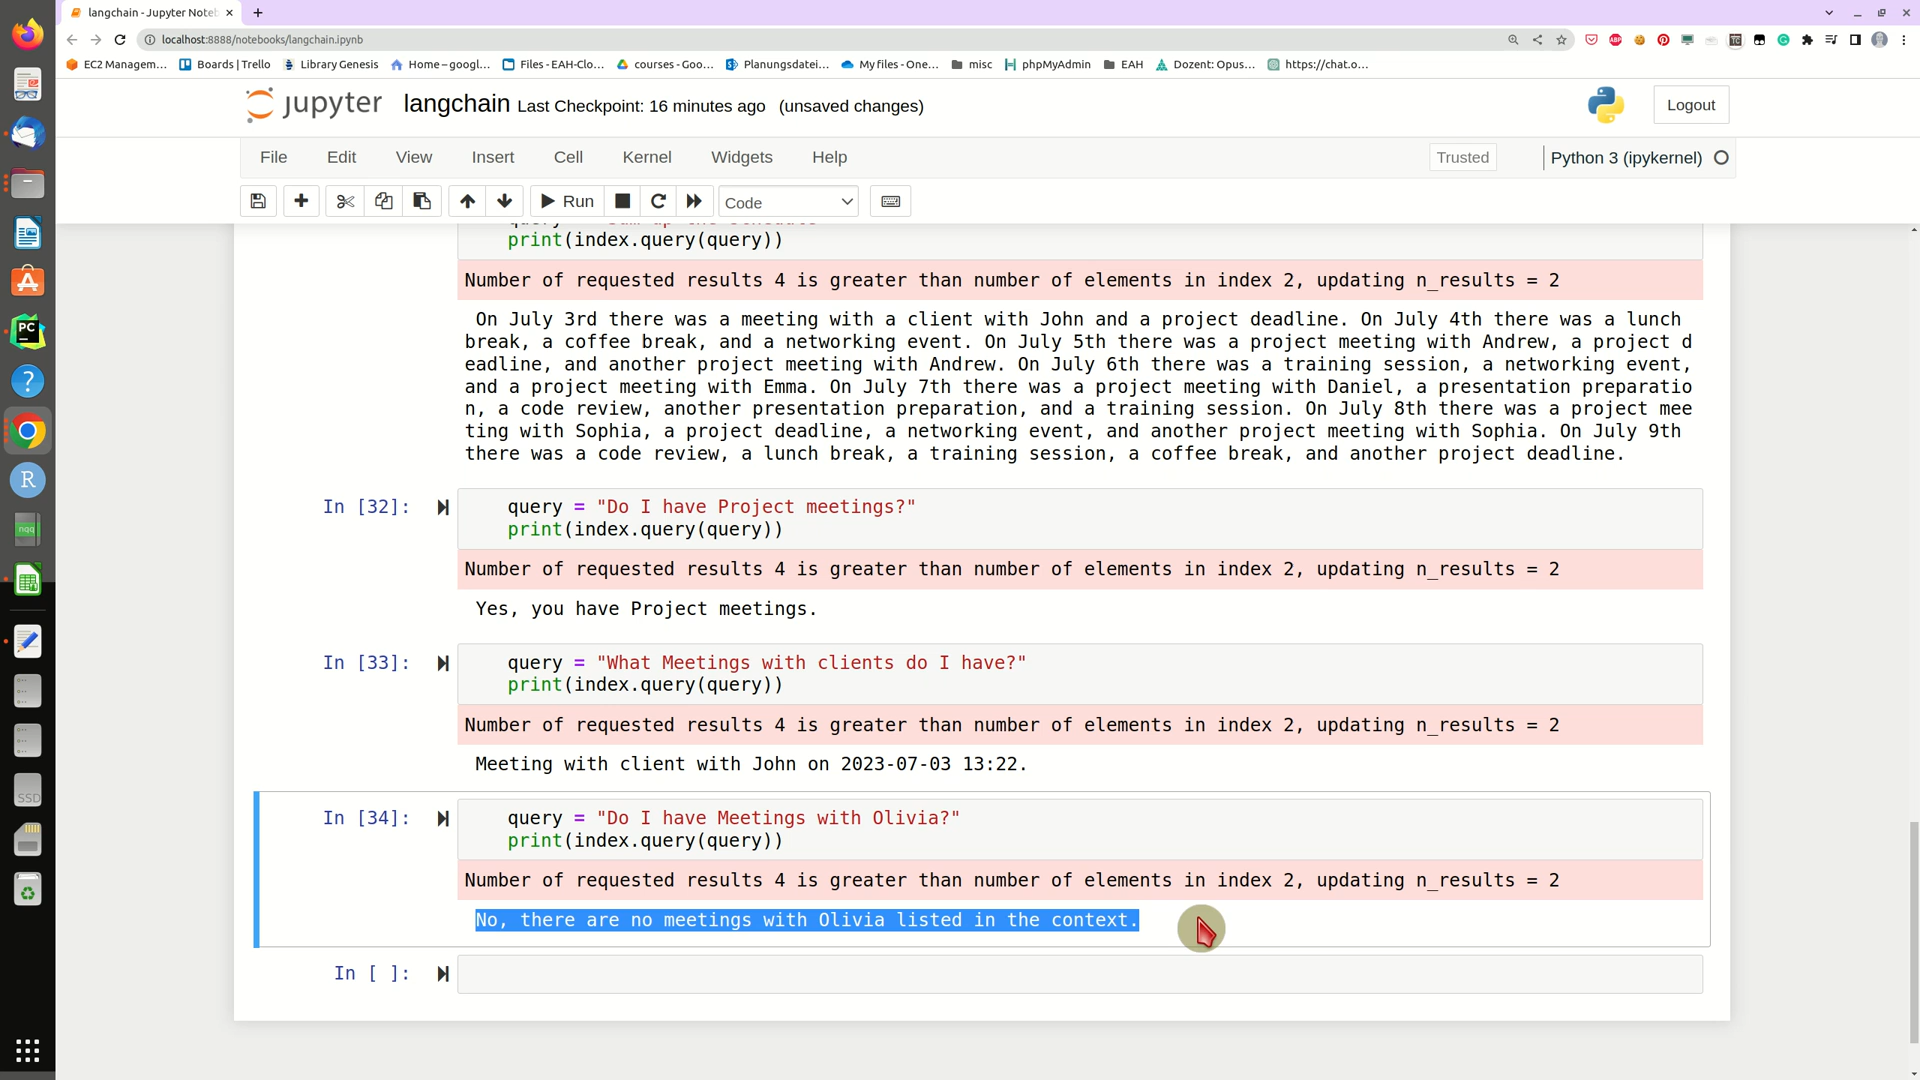 langchain - Jupyter Noteb
localhost:8888/notebooks/langchain.ipynb
EC2 Managem... Boards | Trello Library Genesis Home – googl... Files - EAH-Clo... courses - Goo... Planungsdatei... My files - One... misc phpMyAdmin EAH Dozent: Opus... https://chat.o...
jupyter langchain Last Checkpoint: 16 minutes ago (unsaved changes)
Logout
File Edit View Insert Cell Kernel Widgets Help
Trusted Python 3 (ipykernel)
Run Code
print(index.query(query))
Number of requested results 4 is greater than number of elements in index 2, updating n_results = 2
On July 3rd there was a meeting with a client with John and a project deadline. On July 4th there was a lunch
break, a coffee break, and a networking event. On July 5th there was a project meeting with Andrew, a project d
eadline, and another project meeting with Andrew. On July 6th there was a training session, a networking event,
and a project meeting with Emma. On July 7th there was a project meeting with Daniel, a presentation preparatio
n, a code review, another presentation preparation, and a training session. On July 8th there was a project mee
ting with Sophia, a project deadline, a networking event, and another project meeting with Sophia. On July 9th
there was a code review, a lunch break, a training session, a coffee break, and another project deadline.
In [32]: query = "Do I have Project meetings?"
print(index.query(query))
Number of requested results 4 is greater than number of elements in index 2, updating n_results = 2
Yes, you have Project meetings.
In [33]: query = "What Meetings with clients do I have?"
print(index.query(query))
Number of requested results 4 is greater than number of elements in index 2, updating n_results = 2
Meeting with client with John on 2023-07-03 13:22.
In [34]: query = "Do I have Meetings with Olivia?"
print(index.query(query))
Number of requested results 4 is greater than number of elements in index 2, updating n_results = 2
No, there are no meetings with Olivia listed in the context.
In [ ]:
PC
?
R
nqq
SSD